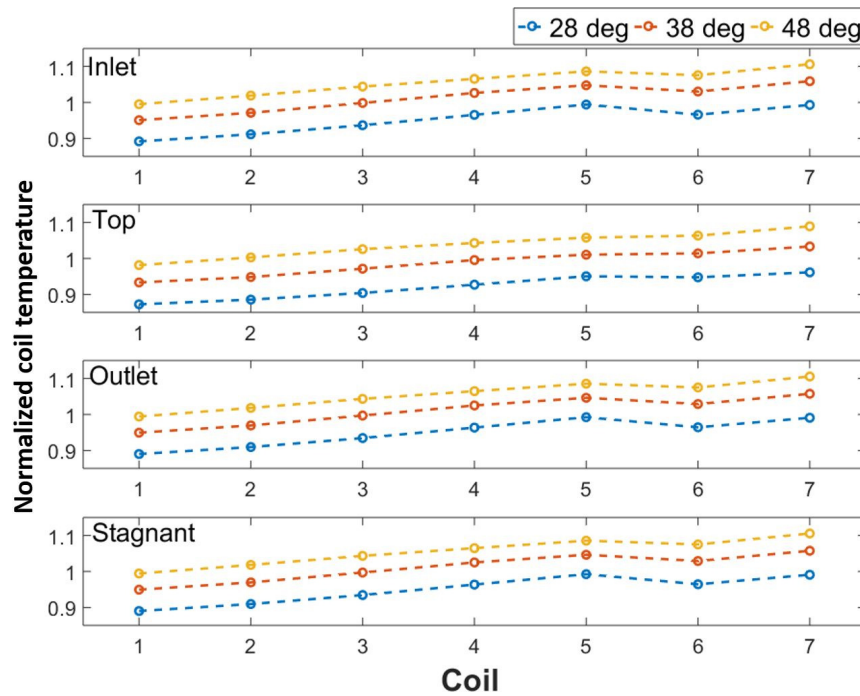 28 deg 38 deg 48 deg
Inlet
1.1
1
0.9
1 2 3 4 5 6 7
Top
1.1
1
0.9
1 2 3 4 5 6 7
Outlet
1.1
1
0.9
1 2 3 4 5 6 7
Stagnant
1.1
1
0.9
1 2 3 4 5 6 7
Normalized coil temperature
Coil